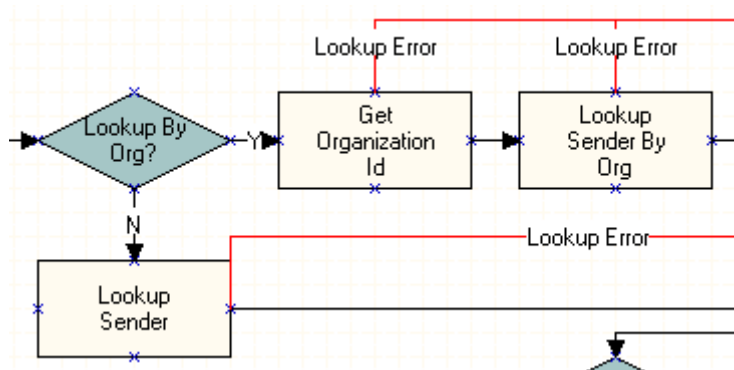 Lookup Error
Lookup Error
Lookup By
Org?
Y
Get
Organization
Id
Lookup
Sender By
Org
N
Lookup Error
Lookup
Sender